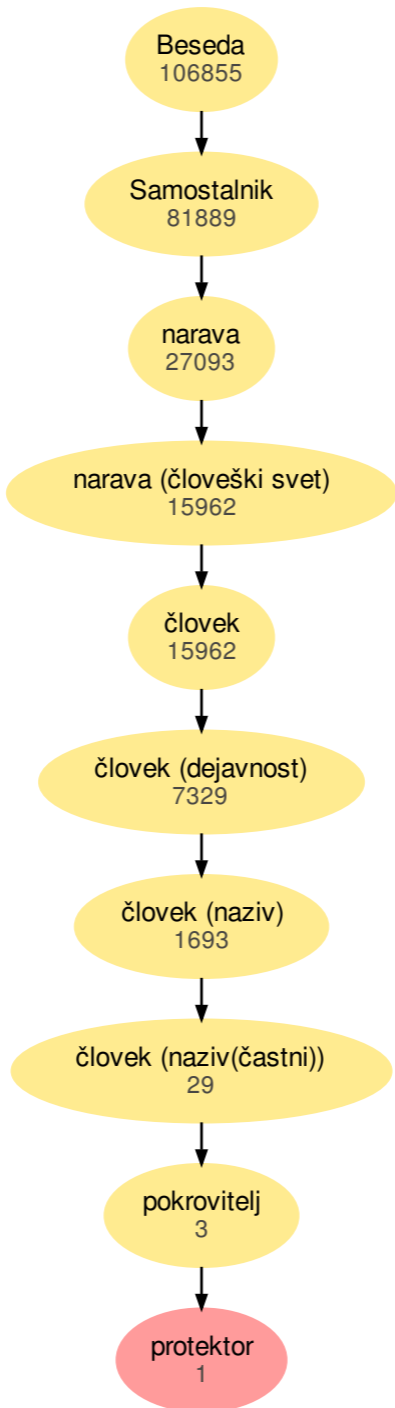 Beseda
106855
Samostalnik
81889
narava
27093
narava (človeški svet)
15962
človek
15962
človek (dejavnost)
7329
človek (naziv)
1693
človek (naziv(častni))
29
pokrovitelj
3
protektor
1